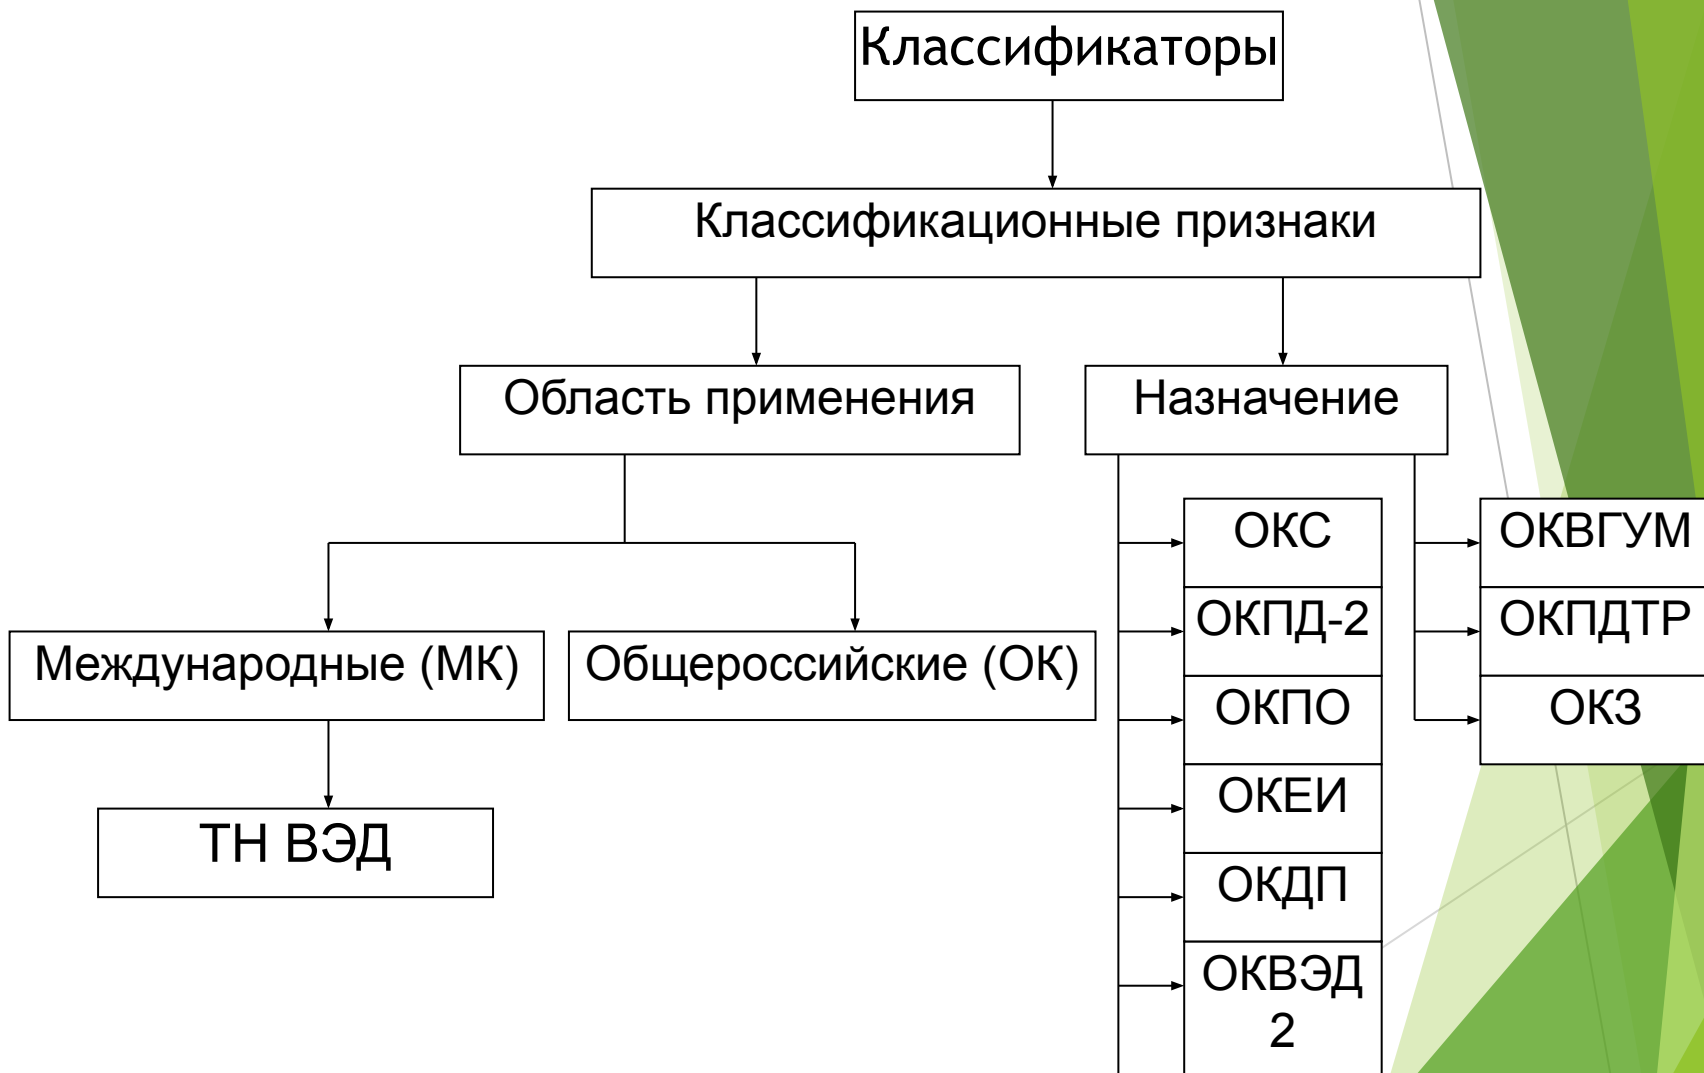 Классификаторы
Классификационные признаки
Область применения
Назначение
Международные (МК)
Общероссийские (ОК)
ТН ВЭД
ОКС
ОКПД-2
ОКПО
ОКЕИ
ОКДП
ОКВЭД
2
ОКВГУМ
ОКПДТР
ОКЗ